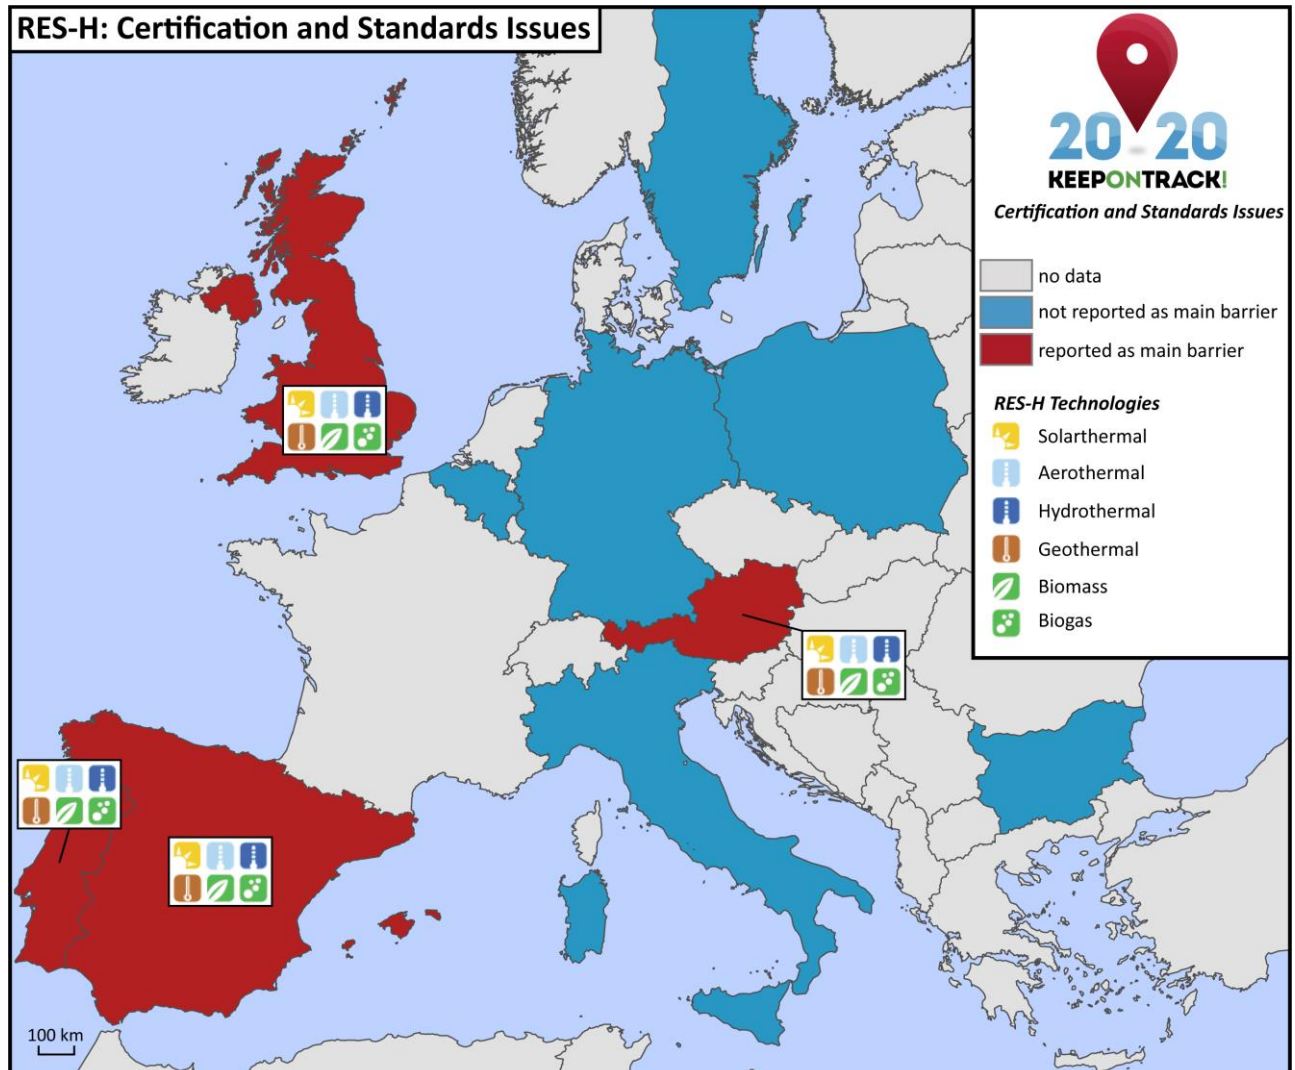 RES-H: Certification and Standards Issues
20 20
KEEPONTRACK!
Certification and Standards Issues
no data
not reported as main barrier
reported as main barrier
RES-H Technologies
Solarthermal
Aerothermal
Hydrothermal
Geothermal
Biomass
Biogas
100 km